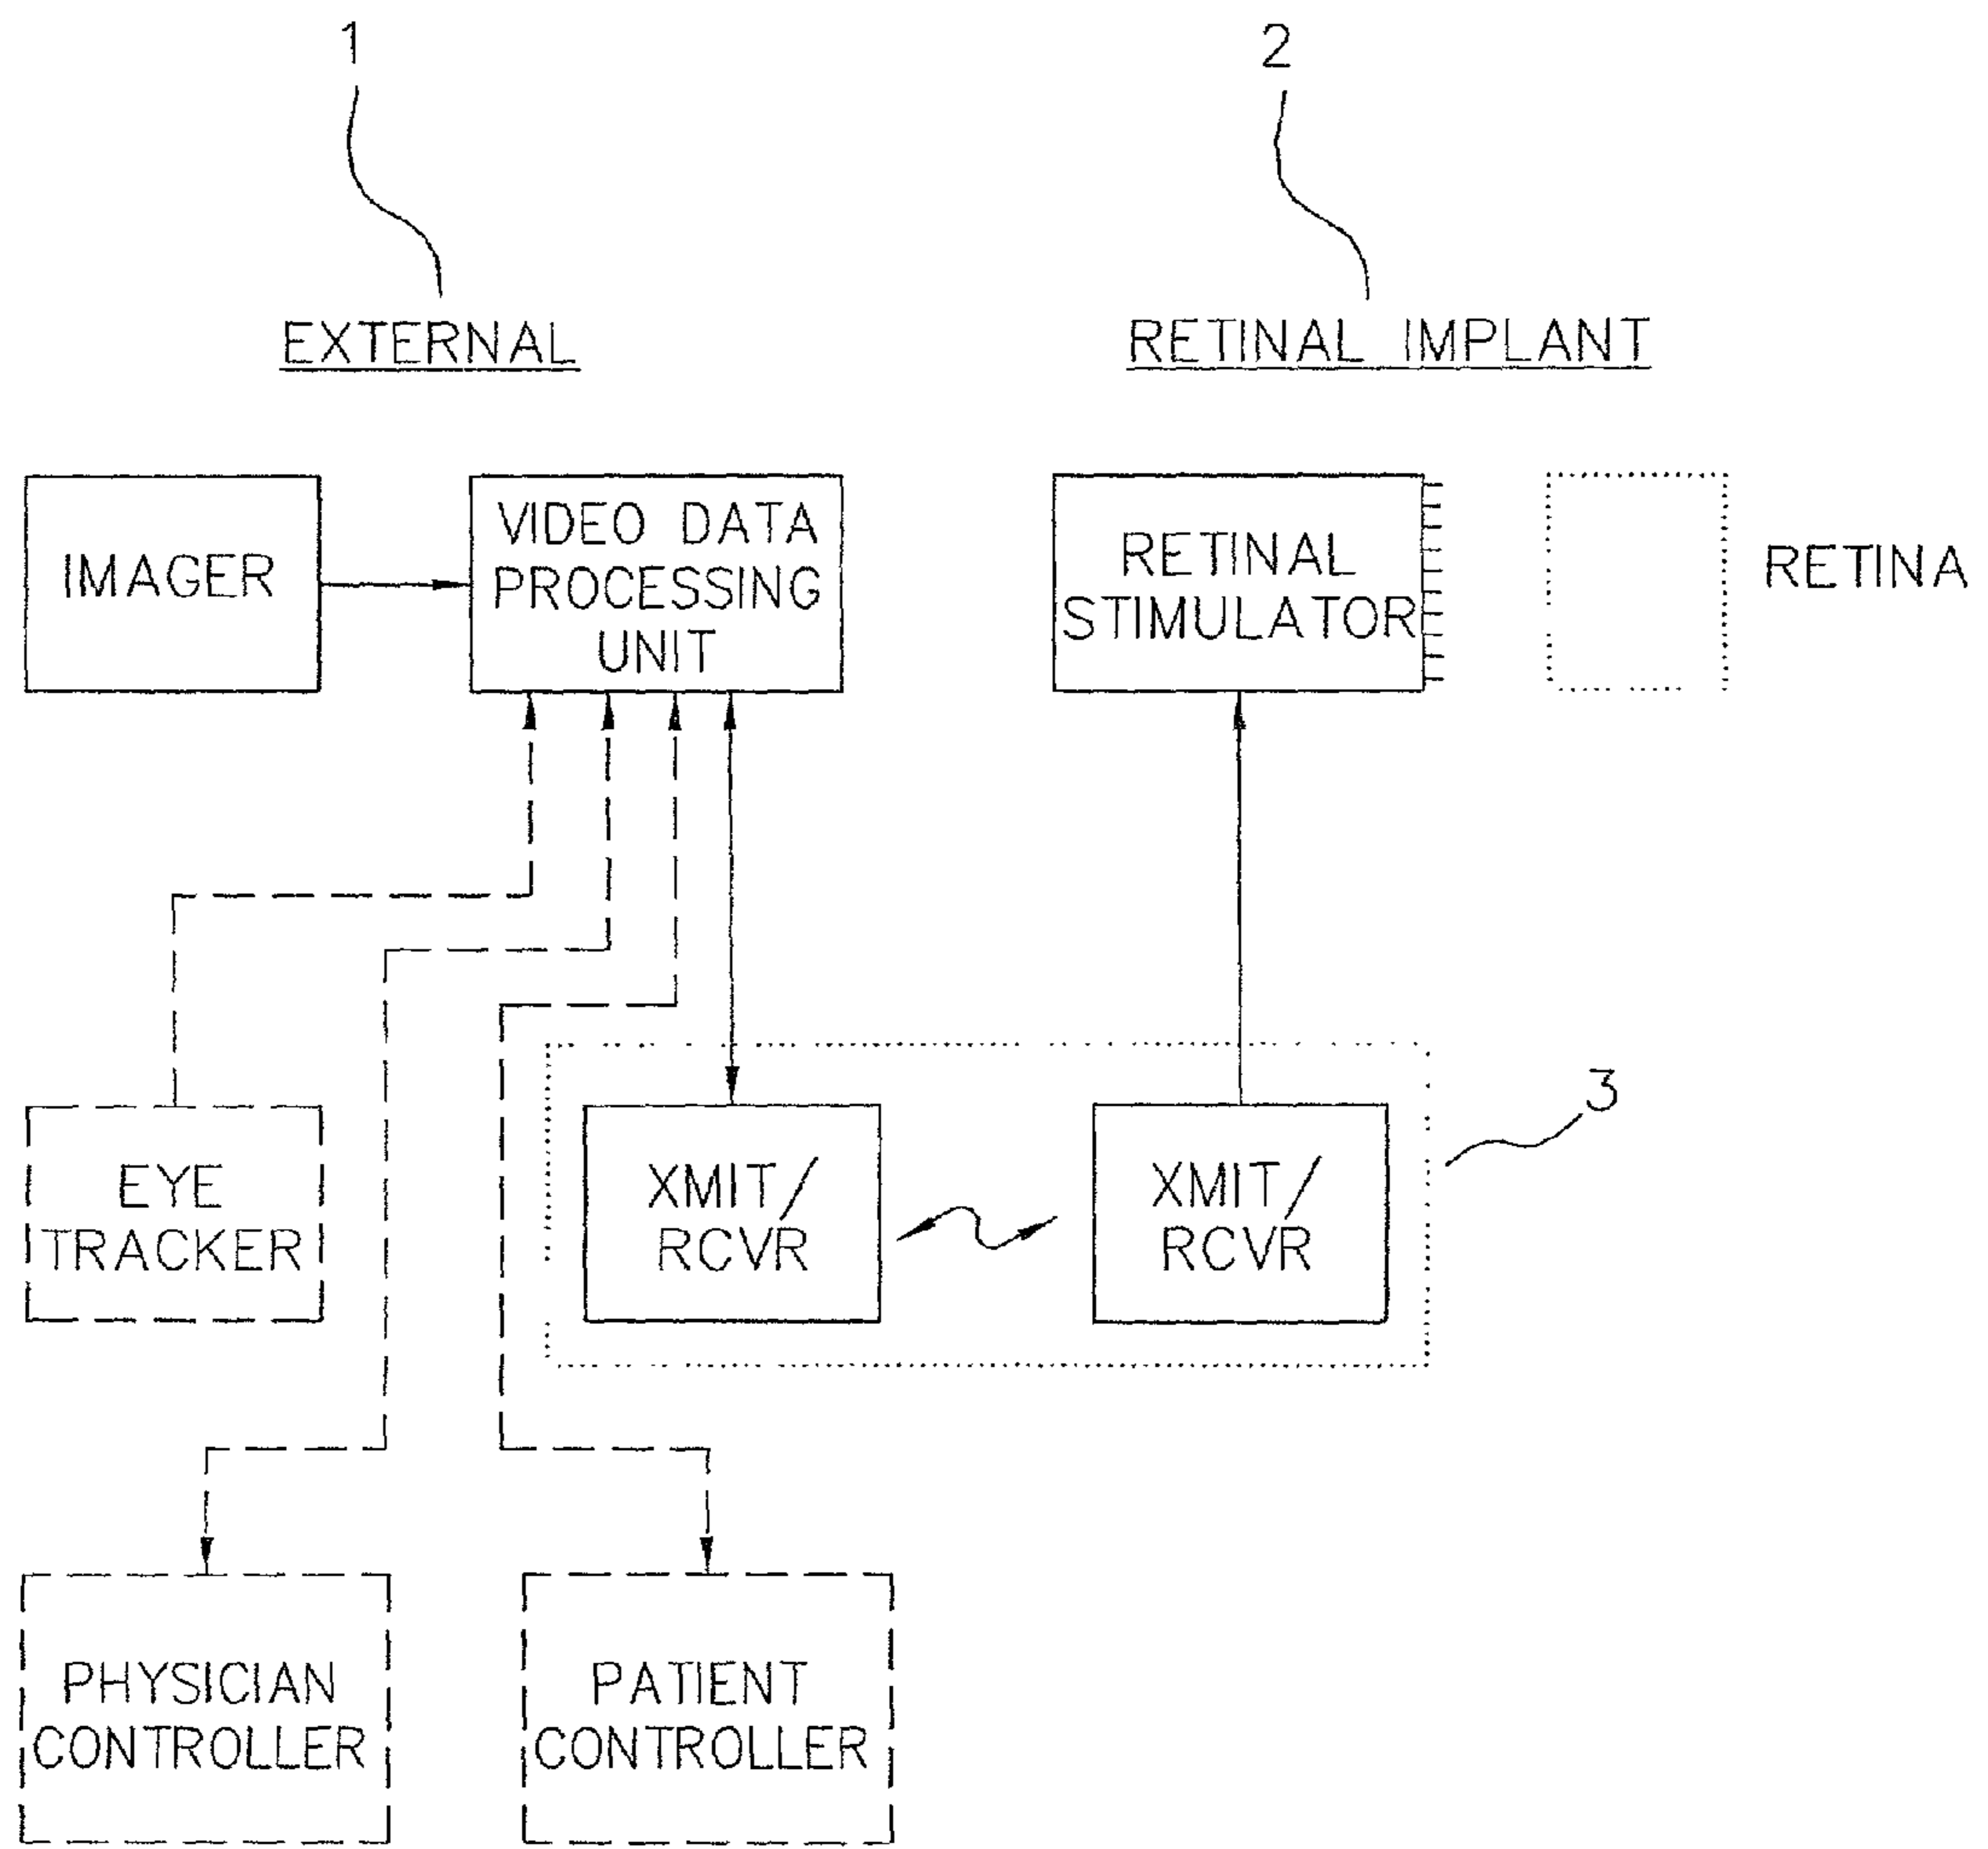 1
2
EXTERNAL
RETINAL IMPLANT
IMAGER
VIDEO DATA
PROCESSING
UNIT
RETINAL
STIMULATOR
RETINA
3
EYE
TRACKER
XMIT/
RCVR
XMIT/
RCVR
PHYSICIAN
CONTROLLER
PATIENT
CONTROLLER